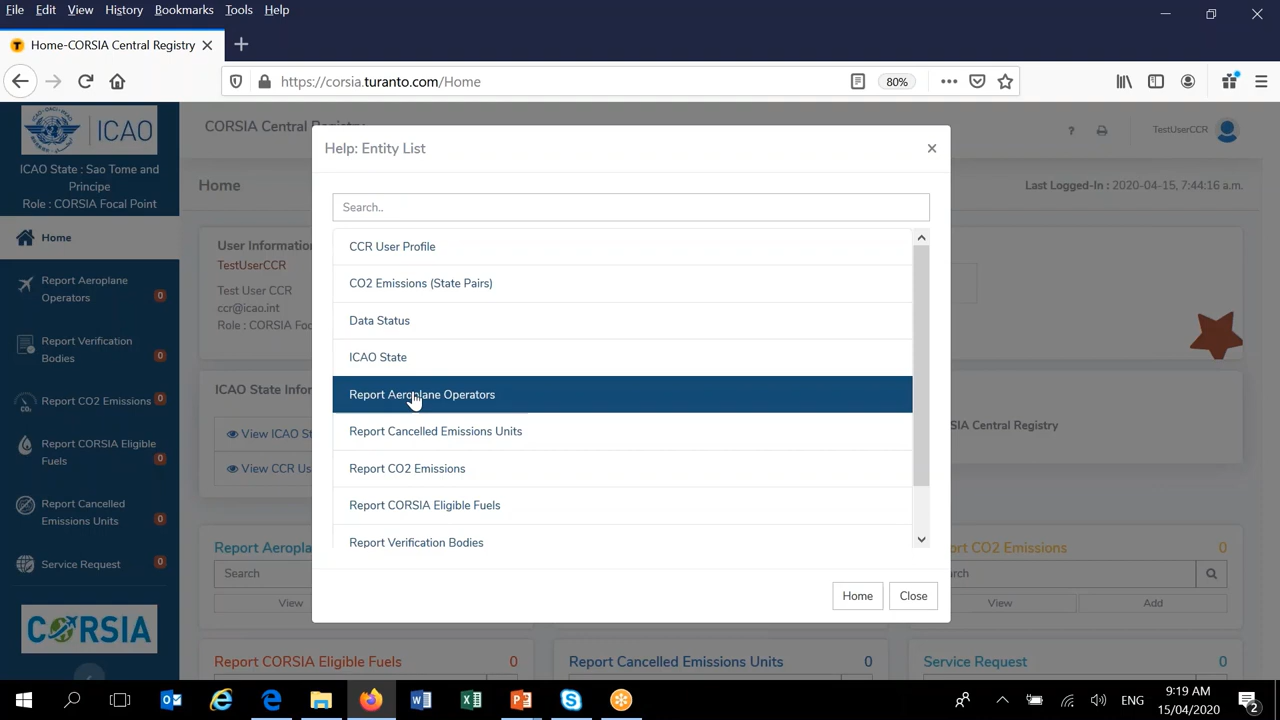 File Edit View History Bookmarks Tools Help
Home-CORSIA Central Registry
https://corsia.turanto.com/Home
80%
ICAO
ICAO State : Sao Tome and
Principe
Role : CORSIA Focal Point
Home
Report Aeroplane
Operators
0
Report Verification
Bodies
0
Report CO2 Emissions
0
Report CORSIA Eligible
Fuels
0
Report Cancelled
Emissions Units
0
Service Request
0
CORSIA
CORSIA Central Registry
?
TestUserCCR
Home
Last Logged-In : 2020-04-15, 7:44:16 a.m.
User Information
TestUserCCR
Test User CCR
ccr@icao.int
Role : CORSIA Foc
ICAO State Infor
View ICAO St
View CCR Us
SIA Central Registry
Help: Entity List
Search..
CCR User Profile
CO2 Emissions (State Pairs)
Data Status
ICAO State
Report Aeroplane Operators
Report Cancelled Emissions Units
Report CO2 Emissions
Report CORSIA Eligible Fuels
Report Verification Bodies
Home
Close
Report Aeropla
Search
View
ort CO2 Emissions
0
arch
View
Add
Report CORSIA Eligible Fuels
0
Report Cancelled Emissions Units
0
Service Request
0
ENG
9:19 AM
15/04/2020
2